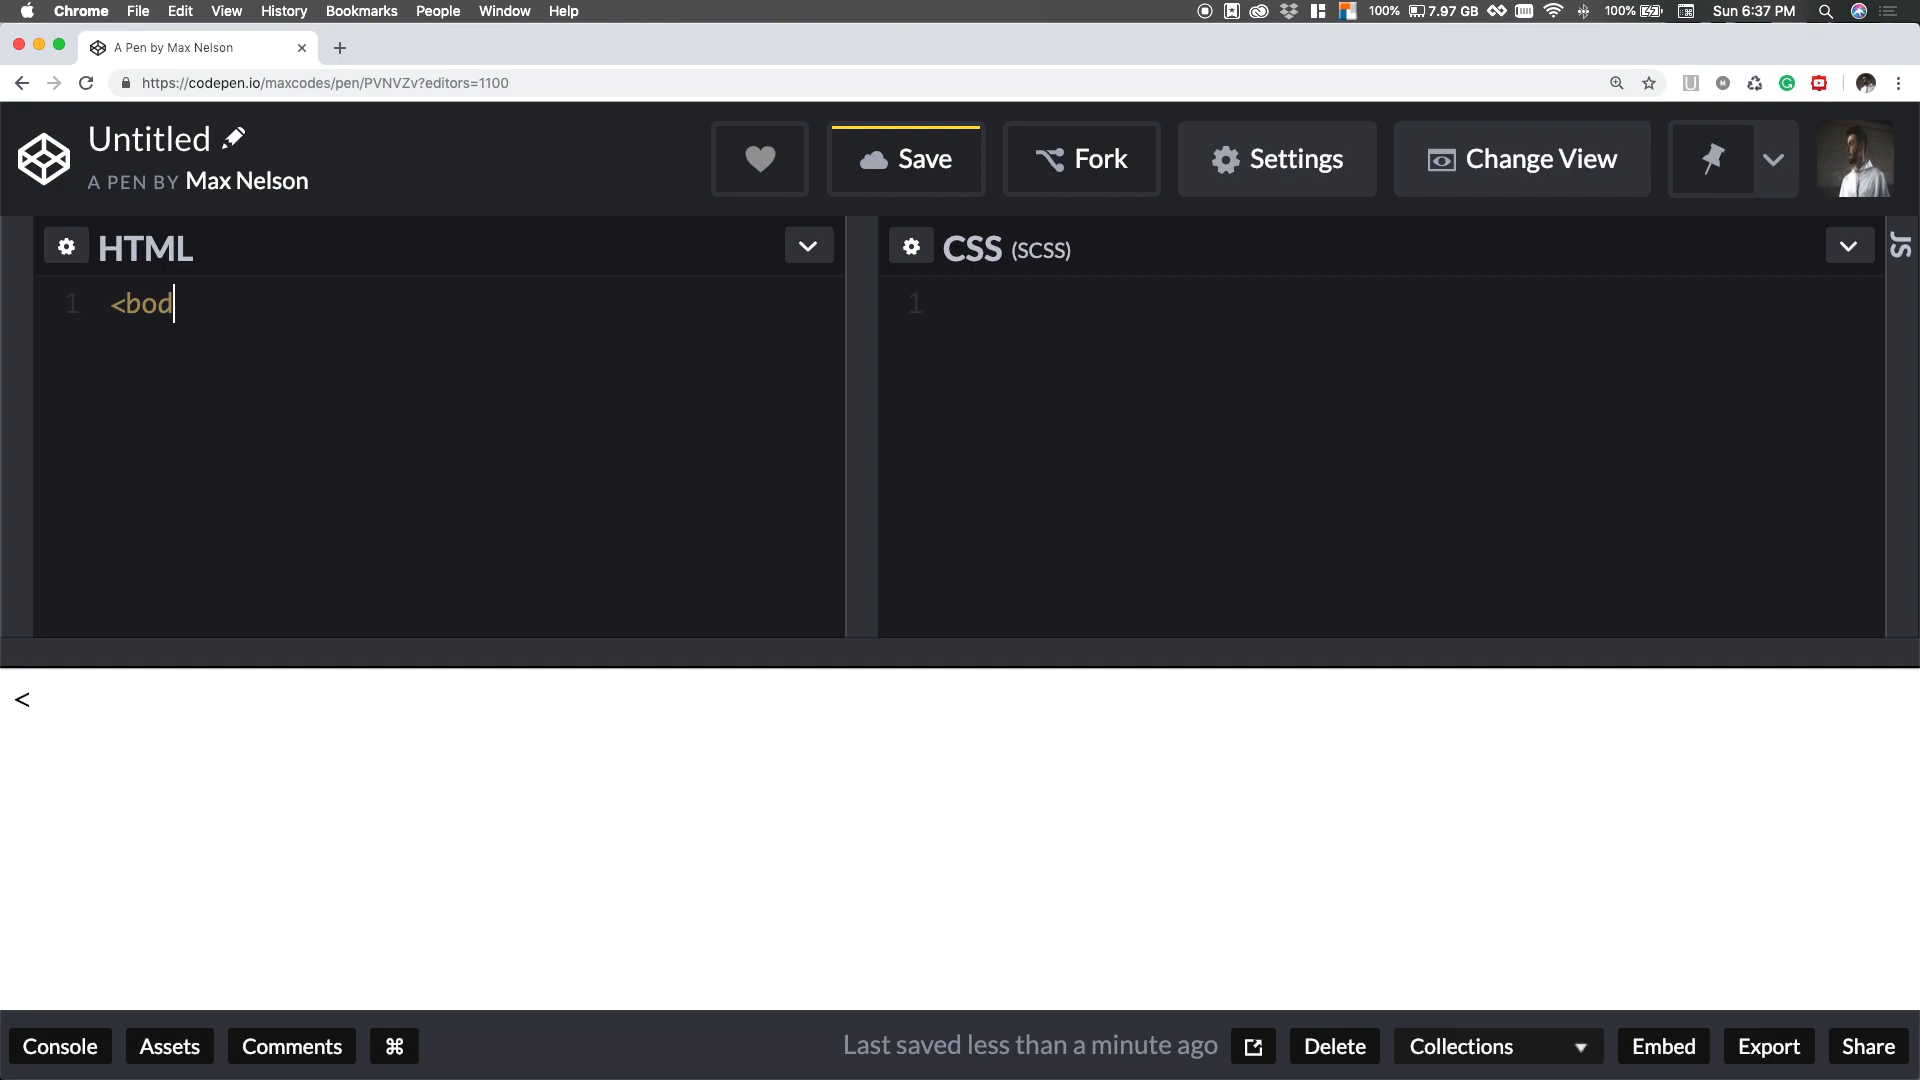 Chrome File Edit View History Bookmarks People Window Help 100% 7.97 GB 100% Sun 6:37 PM
A Pen by Max Nelson
https://codepen.io/maxcodes/pen/PVNVZv?editors=1100
Untitled
A PEN BY Max Nelson
Save Fork Settings Change View
HTML
CSS (SCSS)
JS
1 <bod
1
<
Console Assets Comments ⌘ Last saved less than a minute ago Delete Collections Embed Export Share